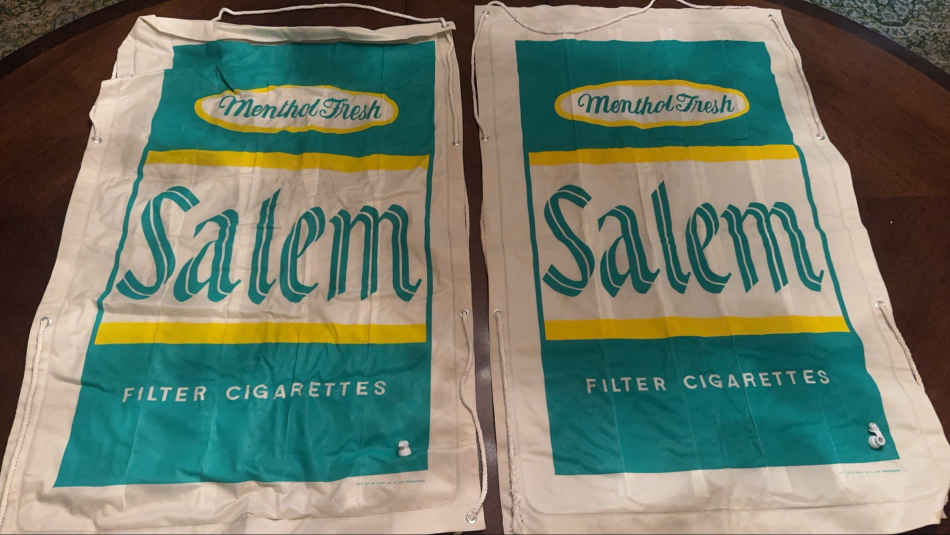 Menthol Fresh
Salem
FILTER CIGARETTES
Menthol Fresh
Salem
FILTER CIGARETTES